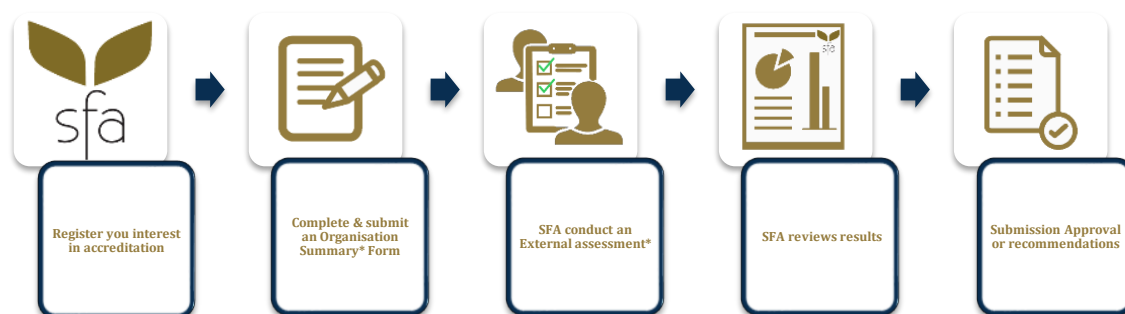 sfa
sfa
Register you interest
in accreditation
Complete & submit
an Organisation
Summary* Form
SFA conduct an
External assessment*
SFA reviews results
Submission Approval
or recommendations